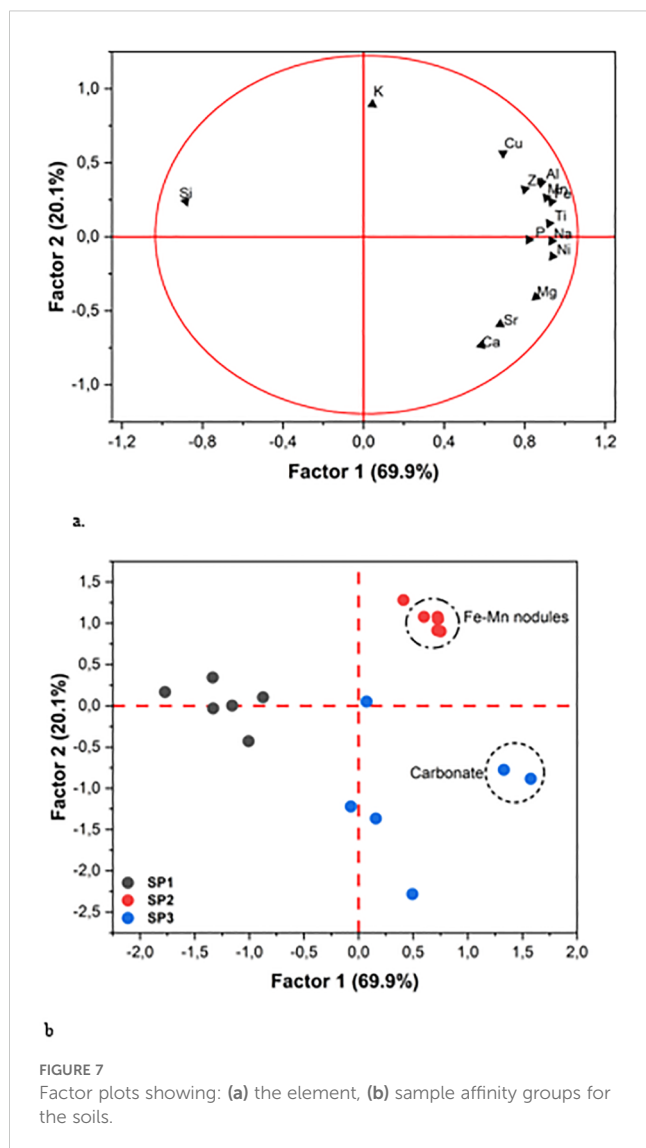 1,0
0,5
0,0
-0,5
-1,0
Factor 2 (20.1%)
K
Cu
Al
Zn
Mn
Fe
Si
Ti
P
Na
Ni
Mg
Sr
Ca
-1,2 -0,8 -0,4 0,0 0,4 0,8 1,2
Factor 1 (69.9%)
a.
1,5
1,0
0,5
0,0
-0,5
-1,0
-1,5
-2,0
-2,5
Factor 2 (20.1%)
Fe-Mn nodules
Carbonate
SP1
SP2
SP3
-2,0 -1,5 -1,0 -0,5 0,0 0,5 1,0 1,5 2,0
Factor 1 (69.9%)
b
FIGURE 7
Factor plots showing: (a) the element, (b) sample affinity groups for
the soils.